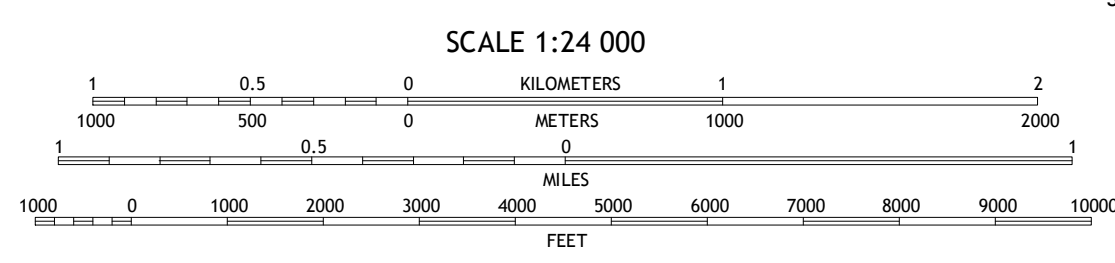 SCALE 1:24 000
1 0.5 0 KILOMETERS 1 2
1000 500 0 METERS 1000 2000
1 0.5 0 1
MILES
1000 0 1000 2000 3000 4000 5000 6000 7000 8000 9000 10000
FEET